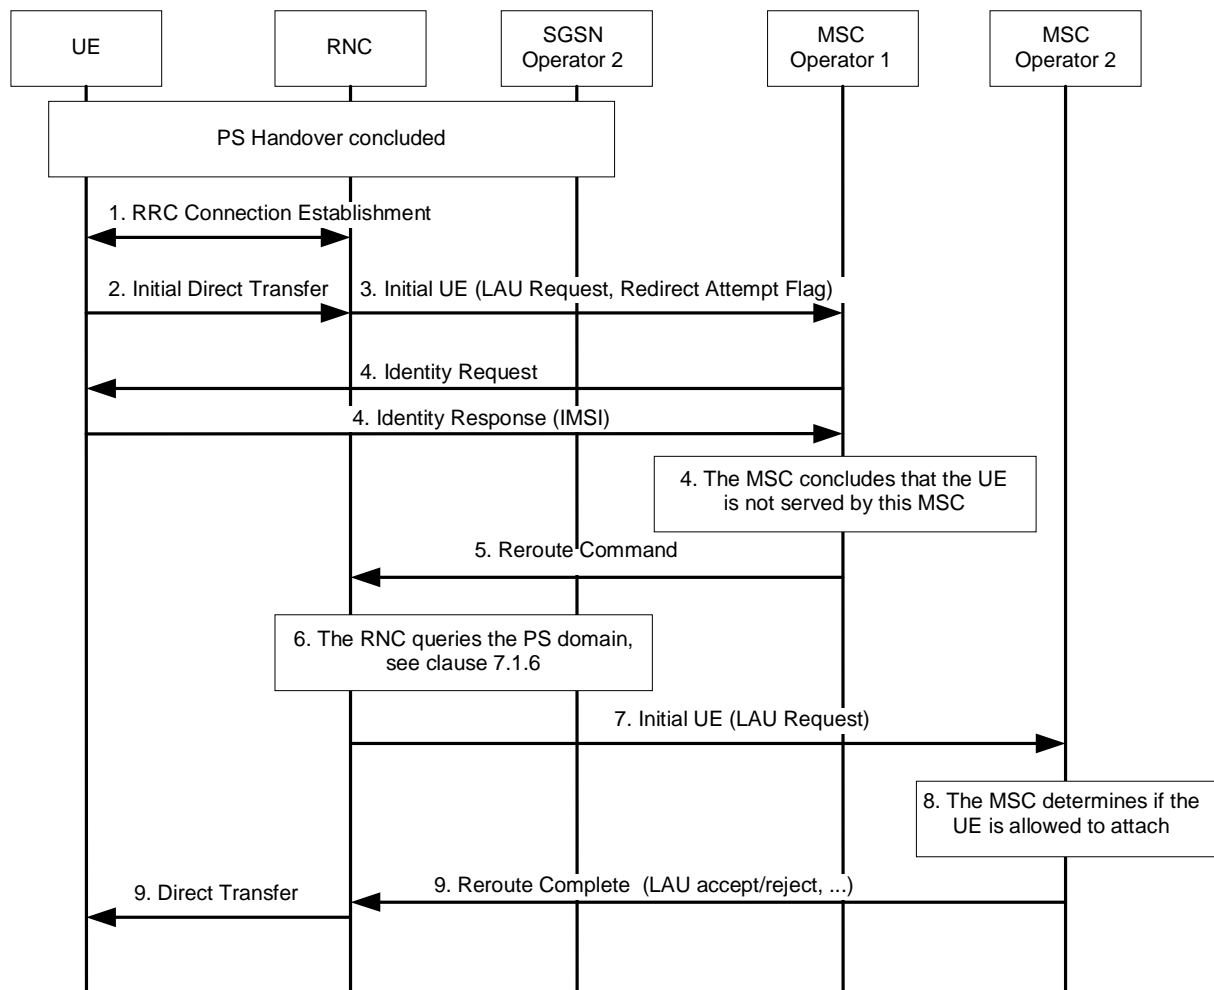 UE
RNC
SGSN
Operator 2
MSC
Operator 1
MSC
Operator 2
PS Handover concluded
1. RRC Connection Establishment
2. Initial Direct Transfer
3. Initial UE (LAU Request, Redirect Attempt Flag)
4. Identity Request
4. Identity Response (IMSI)
4. The MSC concludes that the UE
is not served by this MSC
5. Reroute Command
6. The RNC queries the PS domain,
see clause 7.1.6
7. Initial UE (LAU Request)
8. The MSC determines if the
UE is allowed to attach
9. Direct Transfer
9. Reroute Complete (LAU accept/reject, ...)